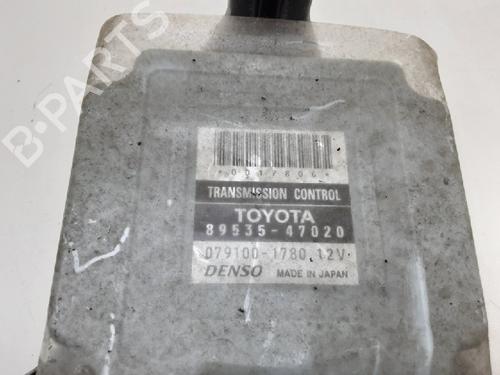 B-PARTS
*0017806*
TRANSMISSION CONTROL
TOYOTA
89535-47020
079100-1780 12V
DENSO MADE IN JAPAN